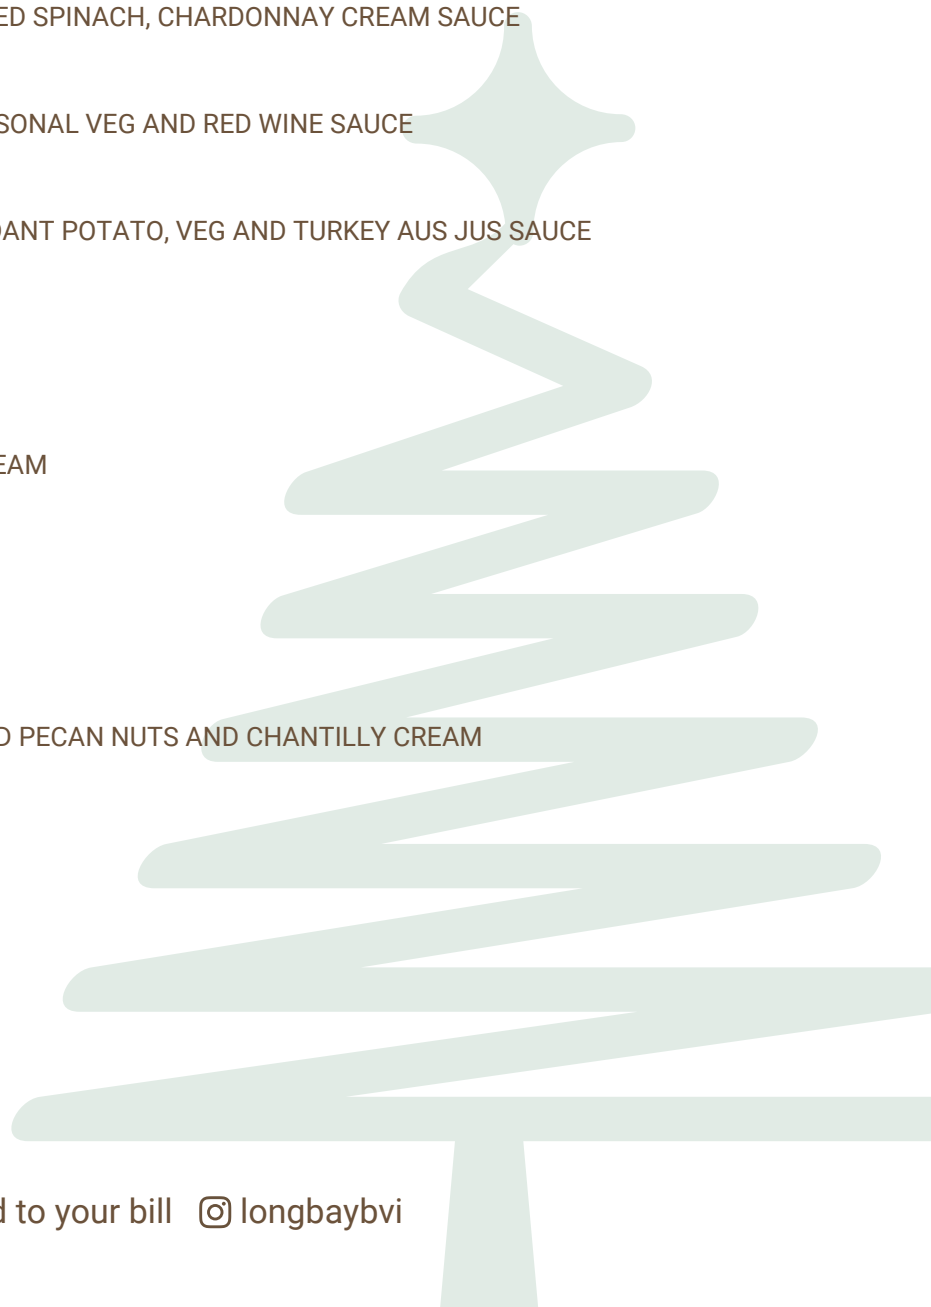 ED SPINACH, CHARDONNAY CREAM SAUCE
SONAL VEG AND RED WINE SAUCE
DANT POTATO, VEG AND TURKEY AUS JUS SAUCE
EAM
D PECAN NUTS AND CHANTILLY CREAM
d to your bill longbaybvi